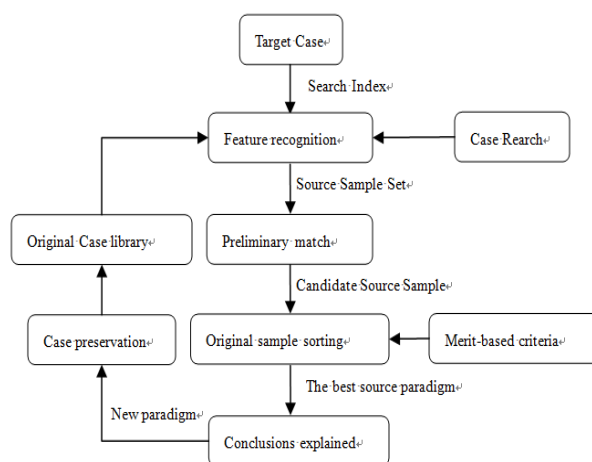 Target Case
Search Index
Feature recognition
Case Rearch
Source Sample Set
Original Case library
Preliminary match
Candidate Source Sample
Case preservation
Original sample sorting
Merit-based criteria
The best source paradigm
New paradigm
Conclusions explained